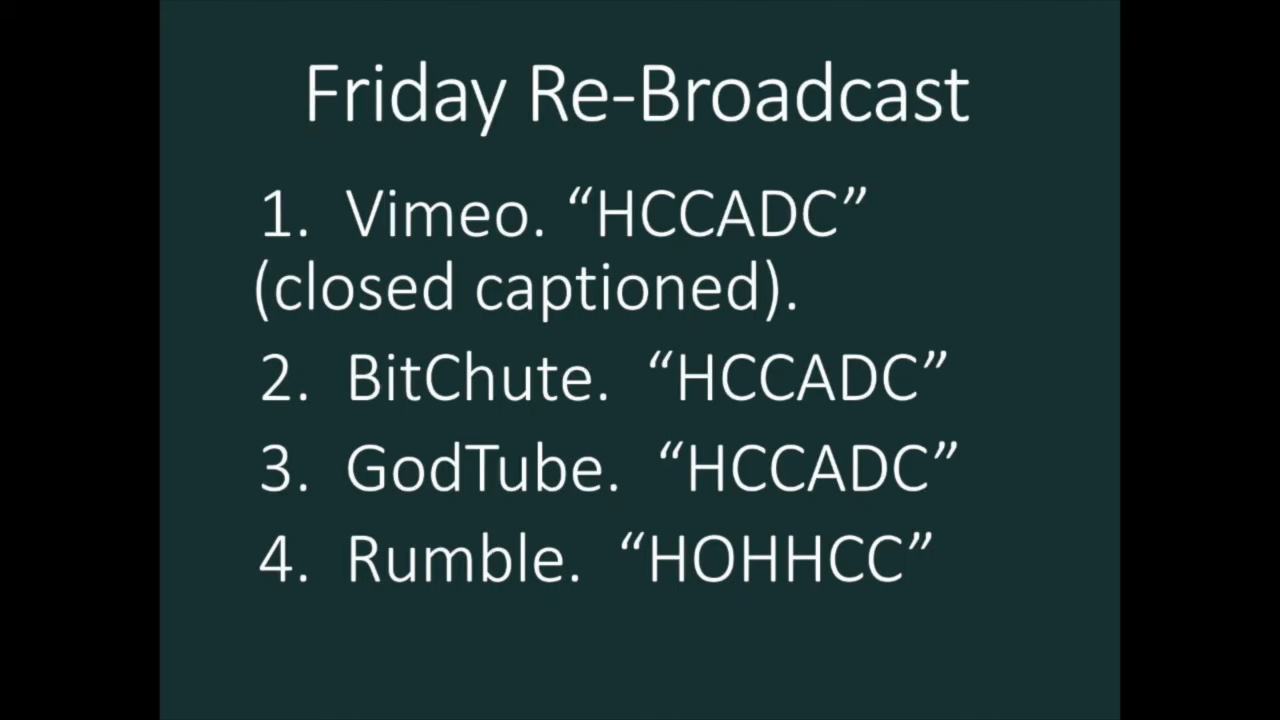 Friday Re-Broadcast
1. Vimeo. “HCCADC”
(closed captioned).
2. BitChute. “HCCADC”
3. GodTube. “HCCADC”
4. Rumble. “HOHHCC”